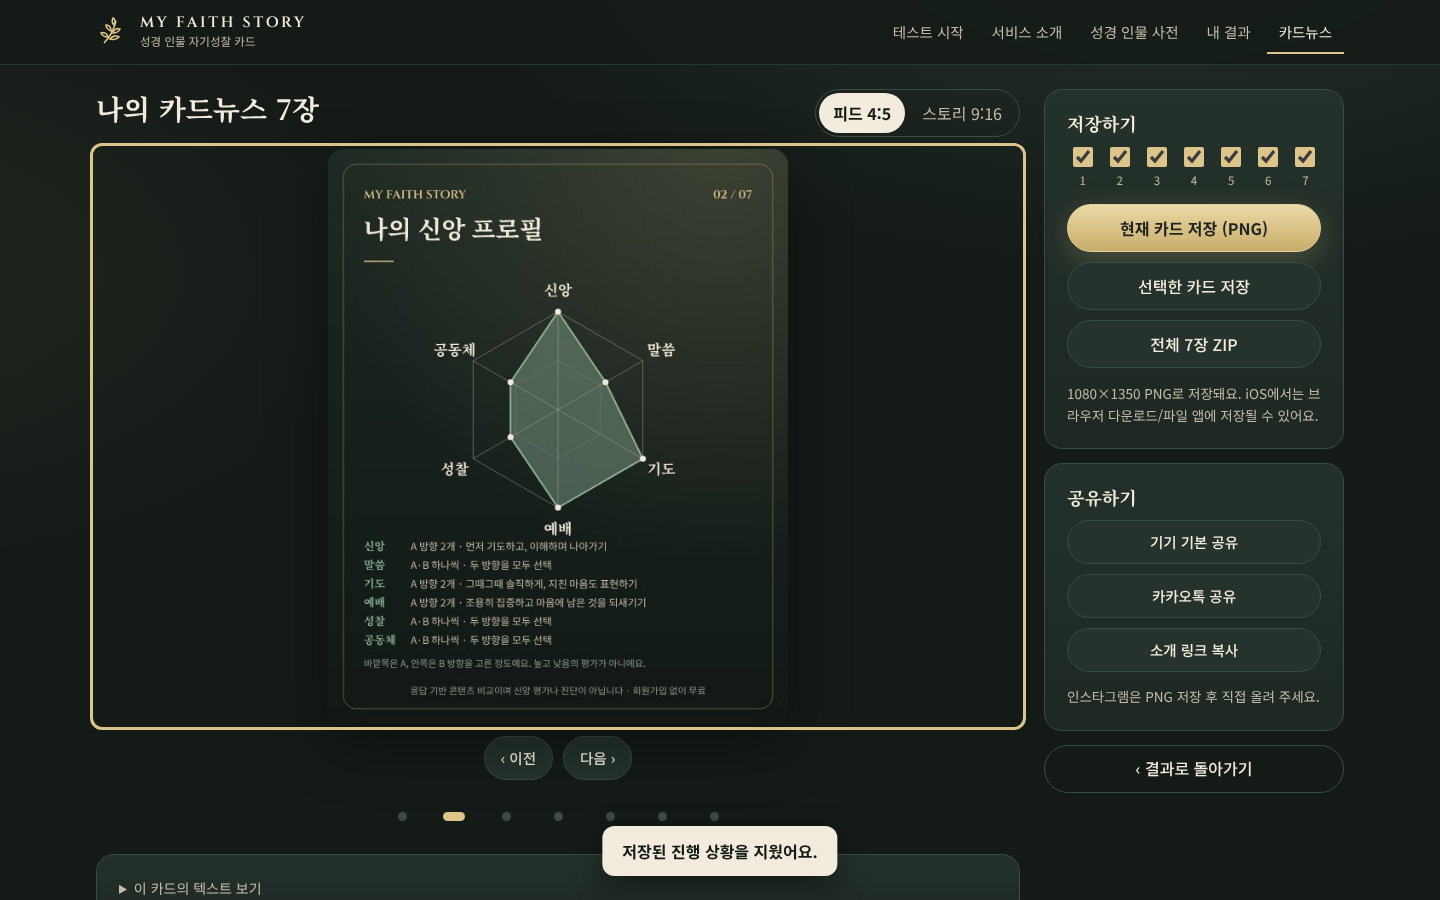 MY FAITH STORY
성경 인물 자기성찰 카드
테스트 시작
서비스 소개
성경 인물 사전
내 결과
카드뉴스
나의 카드뉴스 7장
피드 4:5
스토리 9:16
MY FAITH STORY
02 / 07
나의 신앙 프로필
신앙
공동체
말씀
성찰
기도
예배
신앙 A 방향 2개 · 먼저 기도하고, 이해하며 나아가기
말씀 A·B 하나씩 · 두 방향을 모두 선택
기도 A 방향 2개 · 그때그때 솔직하게, 지친 마음도 표현하기
예배 A 방향 2개 · 조용히 집중하고 마음에 남은 것을 되새기기
성찰 A·B 하나씩 · 두 방향을 모두 선택
공동체 A·B 하나씩 · 두 방향을 모두 선택
바깥쪽은 A, 안쪽은 B 방향을 고른 정도예요. 높고 낮음의 평가가 아니에요.
응답 기반 콘텐츠 비교이며 신앙 평가나 진단이 아닙니다 · 회원가입 없이 무료
‹ 이전
다음 ›
▶ 이 카드의 텍스트 보기
저장하기
1 2 3 4 5 6 7
현재 카드 저장 (PNG)
선택한 카드 저장
전체 7장 ZIP
1080×1350 PNG로 저장돼요. iOS에서는 브
라우저 다운로드/파일 앱에 저장될 수 있어요.
공유하기
기기 기본 공유
카카오톡 공유
소개 링크 복사
인스타그램은 PNG 저장 후 직접 올려 주세요.
‹ 결과로 돌아가기
저장된 진행 상황을 지웠어요.